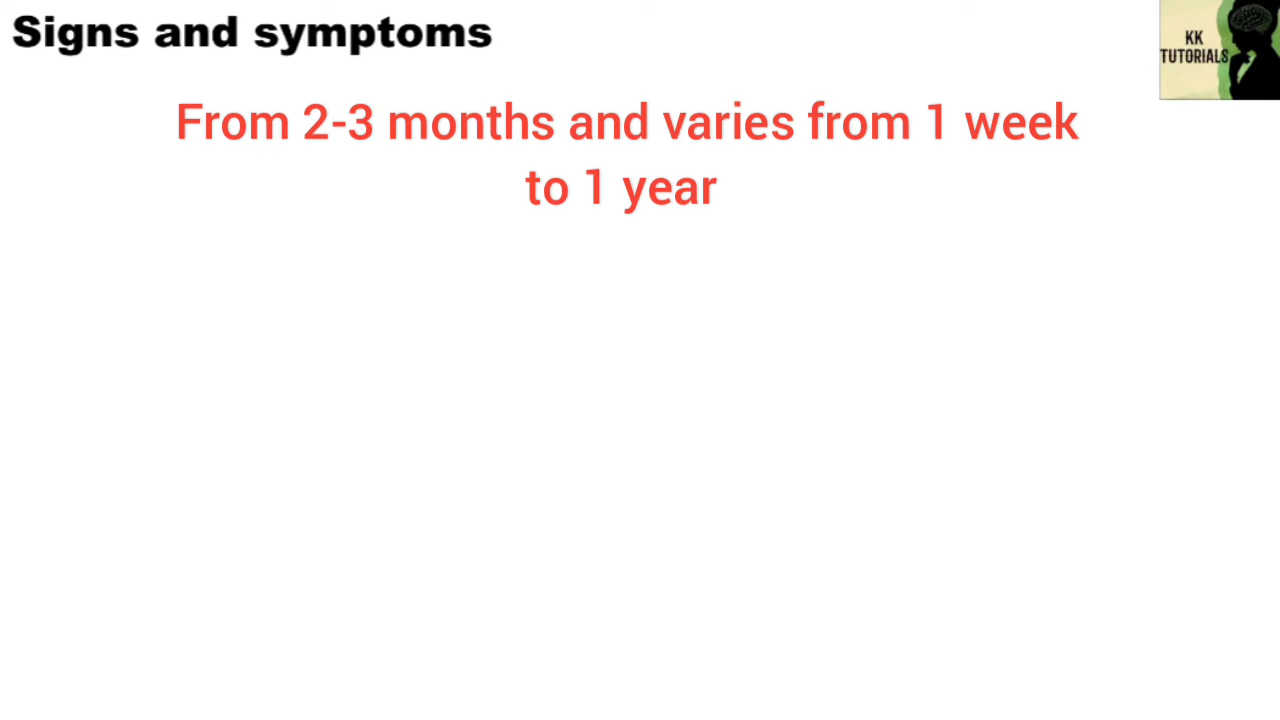 Signs and symptoms
KK
TUTORIALS
From 2-3 months and varies from 1 week
to 1 year